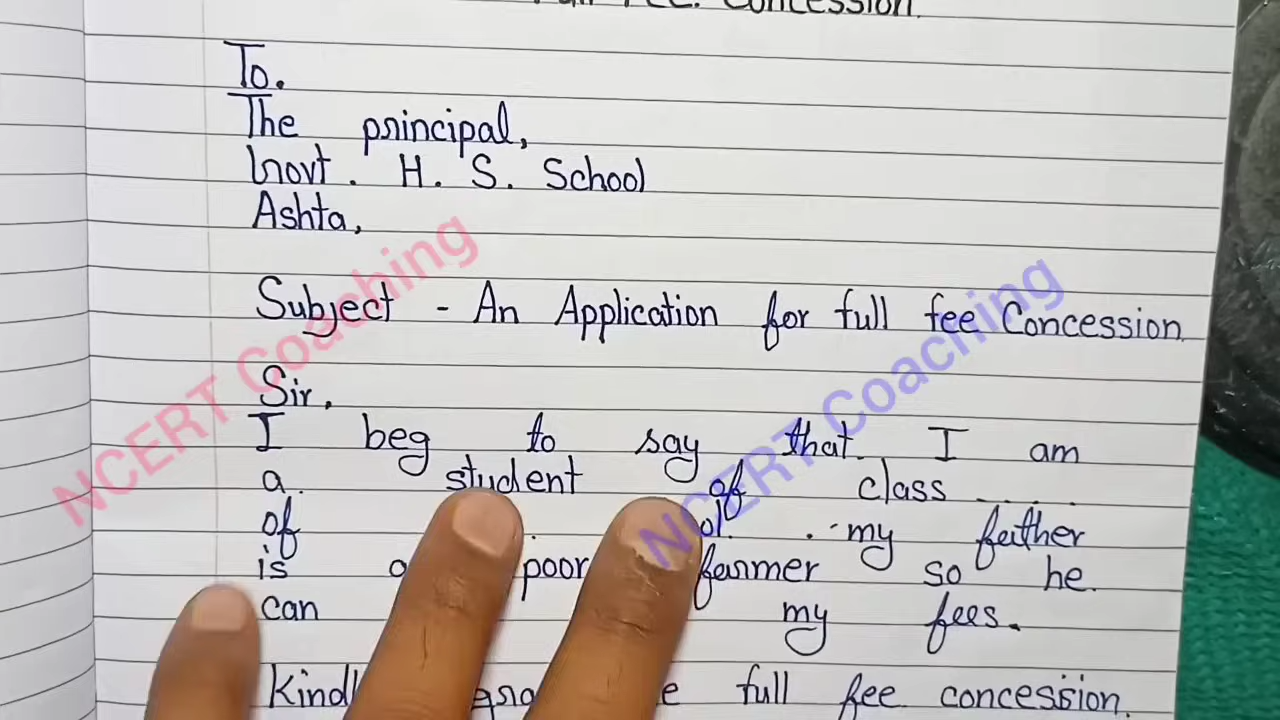 Full Fee. Concession.
To.
The principal,
Govt. H. S. School
Ashta,
Subject - An Application for full fee Concession
Sir,
I beg to say that I am
a. student of class .....
of my father
is a poor farmer so he
can my fees.
full fee concession.
NCERT Coaching
NCERT Coaching